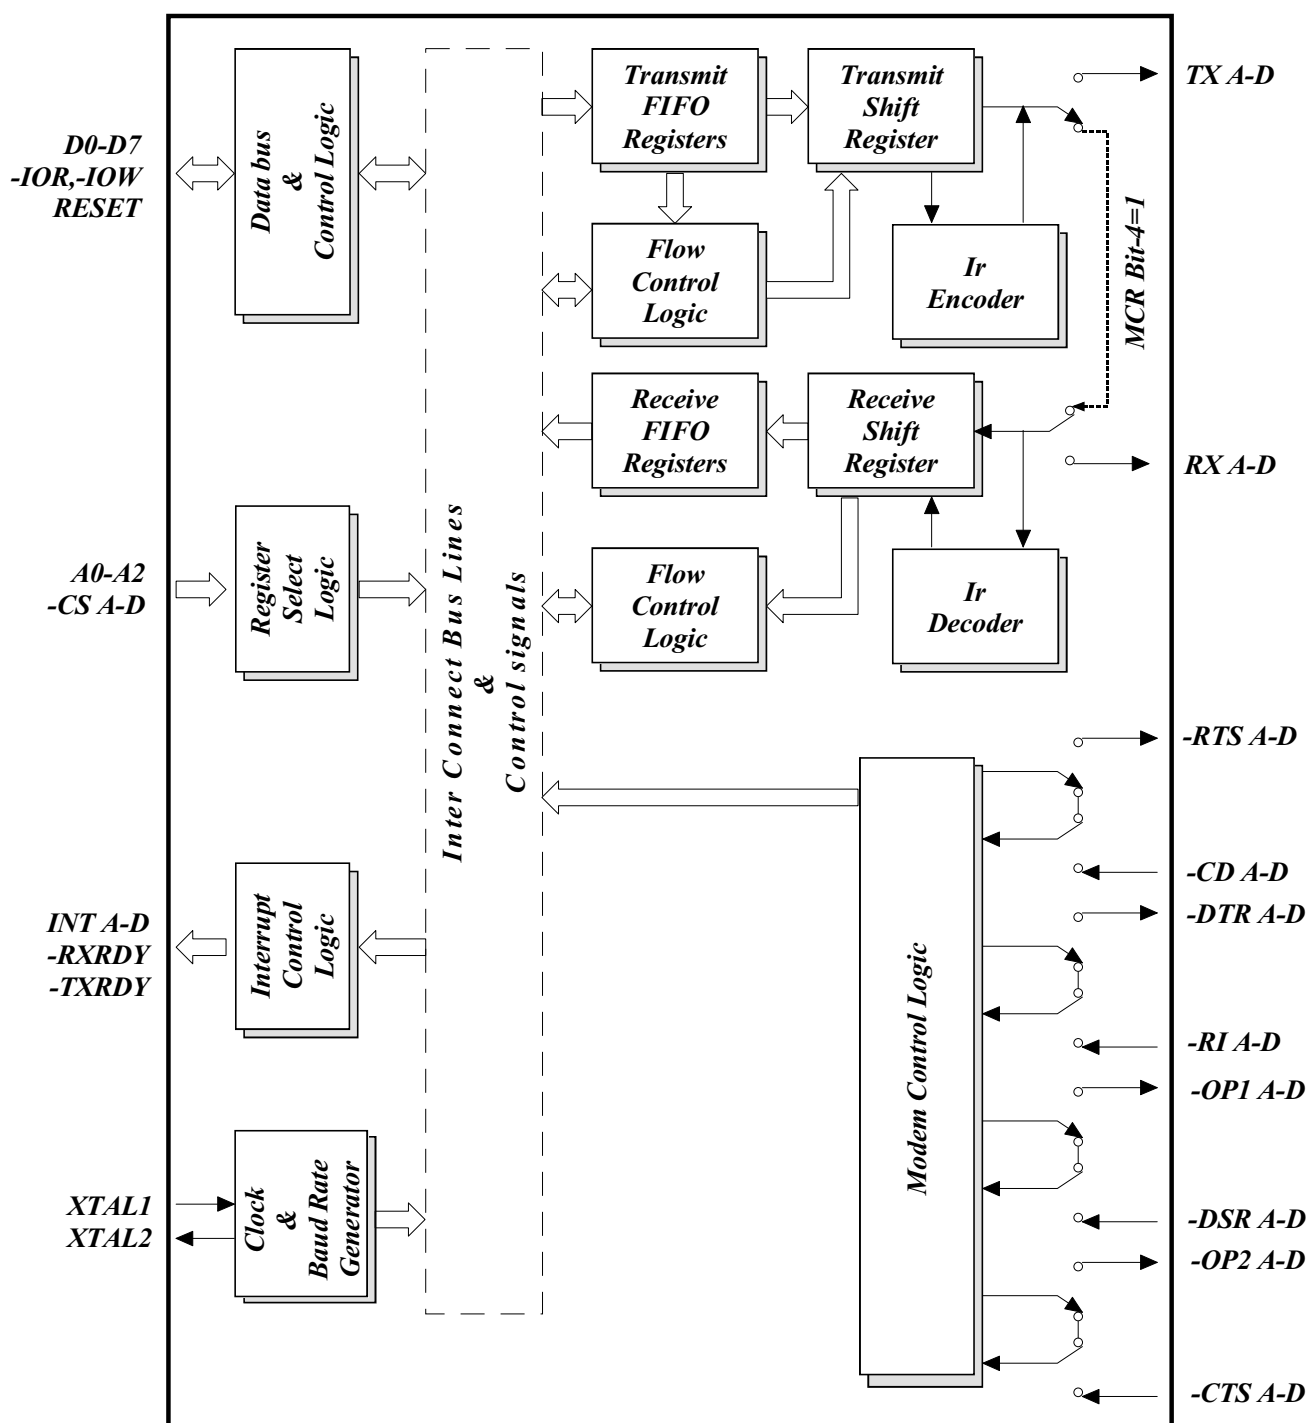 D0-D7
-IOR,-IOW
RESET
Data bus
&
Control Logic
A0-A2
-CS A-D
Register
Select
Logic
INT A-D
-RXRDY
-TXRDY
Interrupt
Control
Logic
XTAL1
XTAL2
Clock
&
Baud Rate
Generator
Inter Connect Bus Lines
&
Control signals
Transmit
FIFO
Registers
Transmit
Shift
Register
Flow
Control
Logic
Ir
Encoder
Receive
FIFO
Registers
Receive
Shift
Register
Flow
Control
Logic
Ir
Decoder
Modem Control Logic
TX A-D
MCR Bit-4=1
RX A-D
-RTS A-D
-CD A-D
-DTR A-D
-RI A-D
-OP1 A-D
-DSR A-D
-OP2 A-D
-CTS A-D